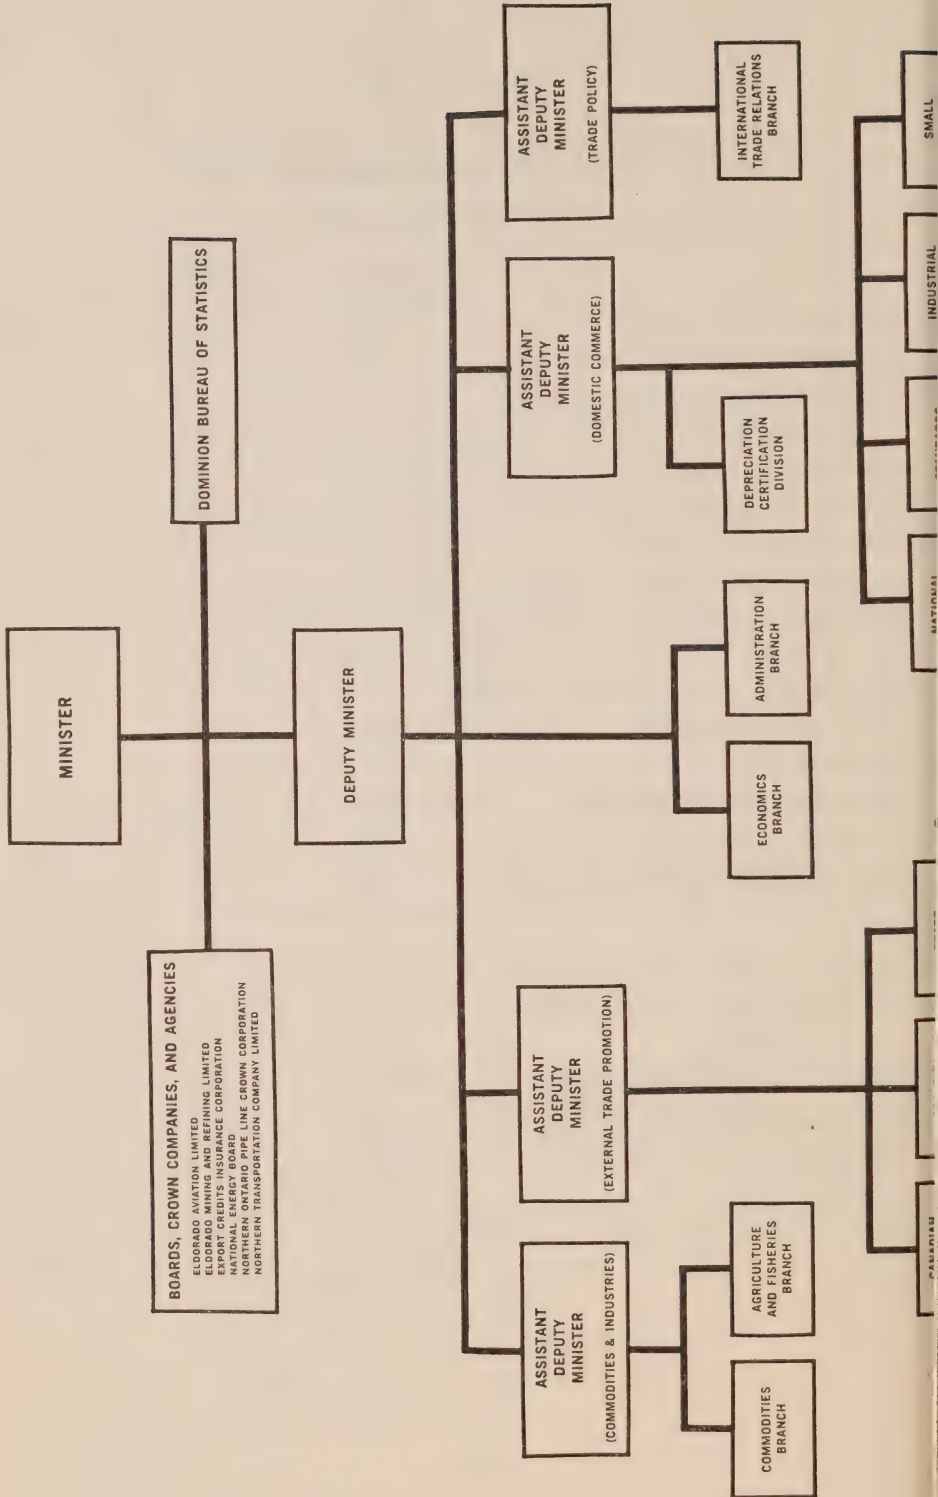 MINISTER
BOARDS, CROWN COMPANIES, AND AGENCIES
ELDORADO AVIATION LIMITED
ELDORADO MINING AND REFINING LIMITED
EXPORT CREDITS INSURANCE CORPORATION
NATIONAL ENERGY BOARD
NORTHERN ONTARIO PIPE LINE CROWN CORPORATION
NORTHERN TRANSPORTATION COMPANY LIMITED
DOMINION BUREAU OF STATISTICS
DEPUTY MINISTER
ASSISTANT
DEPUTY
MINISTER
(COMMODITIES & INDUSTRIES)
ASSISTANT
DEPUTY
MINISTER
(EXTERNAL TRADE PROMOTION)
ASSISTANT
DEPUTY
MINISTER
(DOMESTIC COMMERCE)
ASSISTANT
DEPUTY
MINISTER
(TRADE POLICY)
COMMODITIES
BRANCH
AGRICULTURE
AND FISHERIES
BRANCH
ECONOMICS
BRANCH
ADMINISTRATION
BRANCH
DEPRECIATION
CERTIFICATION
DIVISION
INTERNATIONAL
TRADE RELATIONS
BRANCH
CANADIAN
NATIONAL
INDUSTRIAL
SMALL